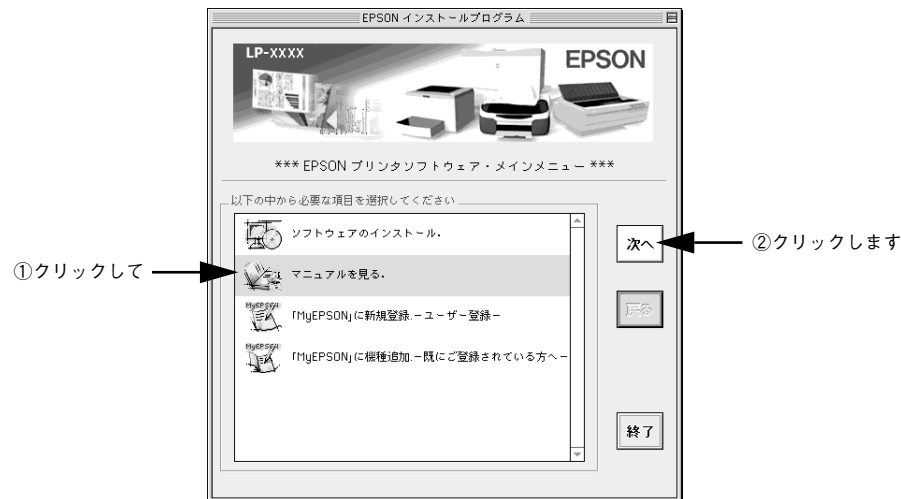 EPSON インストールプログラム
LP-XXXX
EPSON
*** EPSON プリンタソフトウェア・メインメニュー ***
以下の中から必要な項目を選択してください
ソフトウェアのインストール.
次へ
②クリックします
①クリックして
マニュアルを見る.
MyEPSON
「MyEPSON」に新規登録.－ユーザー登録－
戻る
MyEPSON
「MyEPSON」に機種追加.－既にご登録されている方へ－
終了